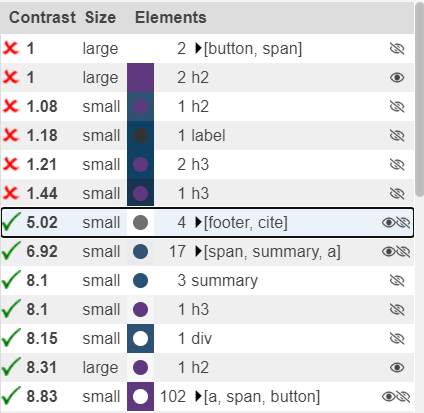 Contrast Size Elements
1 large 2 [button, span]
1 large 2 h2
1.08 small 1 h2
1.18 small 1 label
1.21 small 2 h3
1.44 small 1 h3
5.02 small 4 [footer, cite]
6.92 small 17 [span, summary, a]
8.1 small 3 summary
8.1 small 1 h3
8.15 small 1 div
8.31 large 1 h2
8.83 small 102 [a, span, button]